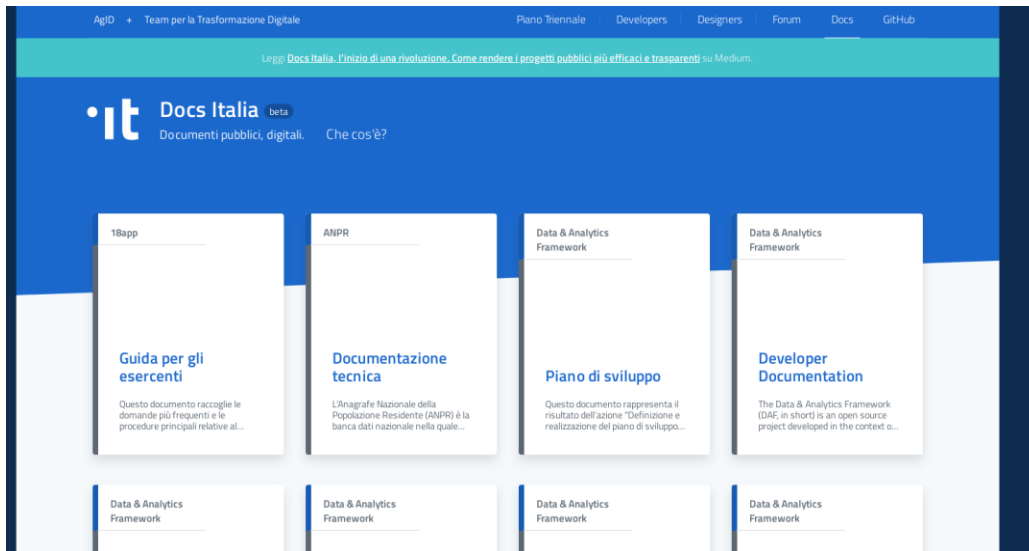 AgID + Team per la Trasformazione Digitale
Piano Triennale Developers Designers Forum Docs GitHub
Leggi Docs Italia, l'inizio di una rivoluzione. Come rendere i progetti pubblici più efficaci e trasparenti su Medium.
it
Docs Italia beta
Documenti pubblici, digitali. Che cos'è?
18app
Guida per gli
esercenti
Questo documento raccoglie le
domande più frequenti e le
procedure principali relative al...
ANPR
Documentazione
tecnica
L'Anagrafe Nazionale della
Popolazione Residente (ANPR) è la
banca dati nazionale nella quale...
Data & Analytics
Framework
Piano di sviluppo
Questo documento rappresenta il
risultato dell'azione "Definizione e
realizzazione del piano di sviluppo...
Data & Analytics
Framework
Developer
Documentation
The Data & Analytics Framework
(DAF, in short) is an open source
project developed in the context o...
Data & Analytics
Framework
Data & Analytics
Framework
Data & Analytics
Framework
Data & Analytics
Framework